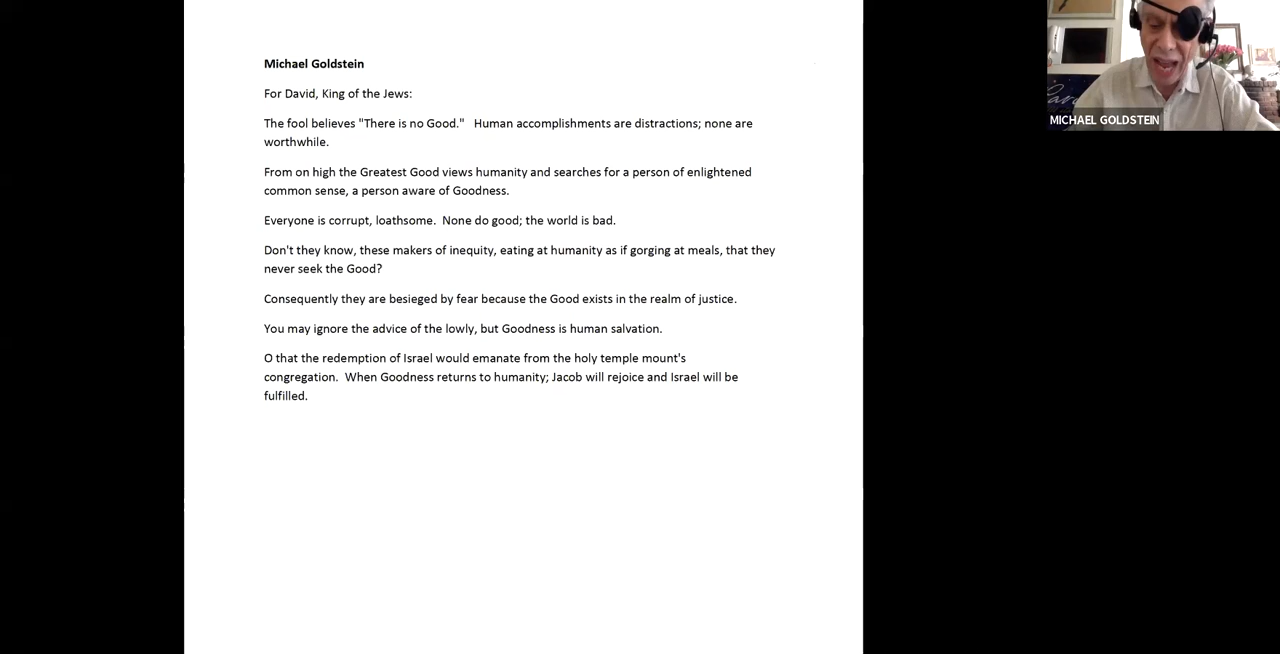 Michael Goldstein
For David, King of the Jews:
The fool believes "There is no Good."   Human accomplishments are distractions; none are
worthwhile.
From on high the Greatest Good views humanity and searches for a person of enlightened
common sense, a person aware of Goodness.
Everyone is corrupt, loathsome.  None do good; the world is bad.
Don't they know, these makers of inequity, eating at humanity as if gorging at meals, that they
never seek the Good?
Consequently they are besieged by fear because the Good exists in the realm of justice.
You may ignore the advice of the lowly, but Goodness is human salvation.
O that the redemption of Israel would emanate from the holy temple mount's
congregation.  When Goodness returns to humanity; Jacob will rejoice and Israel will be
fulfilled.
MICHAEL GOLDSTEIN